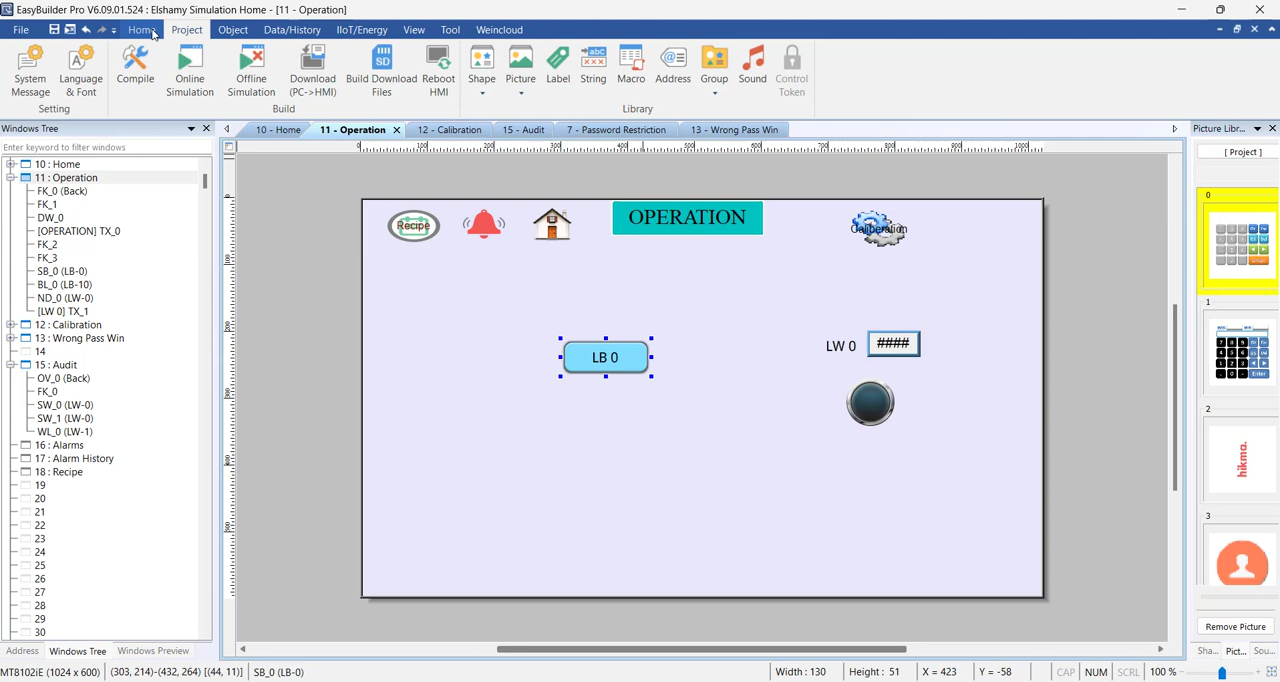 EasyBuilder Pro V6.09.01.524 : Elshamy Simulation Home - [11 - Operation]
File Home Project Object Data/History IIoT/Energy View Tool Weincloud
System Message
Language & Font
Compile
Online Simulation
Offline Simulation
Download (PC->HMI)
Build Download Files
Reboot HMI
Shape
Picture
Label
String
Macro
Address
Group
Sound
Control Token
Setting Build Library
Windows Tree
Enter keyword to filter windows
10 - Home 11 - Operation 12 - Calibration 15 - Audit 7 - Password Restriction 13 - Wrong Pass Win
Picture Libr...
[ Project ]
10 : Home
11 : Operation
FK_0 (Back)
FK_1
DW_0
[OPERATION] TX_0
FK_2
FK_3
SB_0 (LB-0)
BL_0 (LB-10)
ND_0 (LW-0)
[LW 0] TX_1
12 : Calibration
13 : Wrong Pass Win
14
15 : Audit
OV_0 (Back)
FK_0
SW_0 (LW-0)
SW_1 (LW-0)
WL_0 (LW-1)
16 : Alarms
17 : Alarm History
18 : Recipe
19
20
21
22
23
24
25
26
27
28
29
30
Recipe
OPERATION
Caliberation
LB 0
LW 0 ####
0
1
2
hikma.
3
Remove Picture
Address Windows Tree Windows Preview
Sha... Pict... Sou...
MT8102iE (1024 x 600) (303, 214)-(432, 264) [(44, 11)] SB_0 (LB-0) Width : 130 Height : 51 X = 423 Y = -58 CAP NUM SCRL 100 %